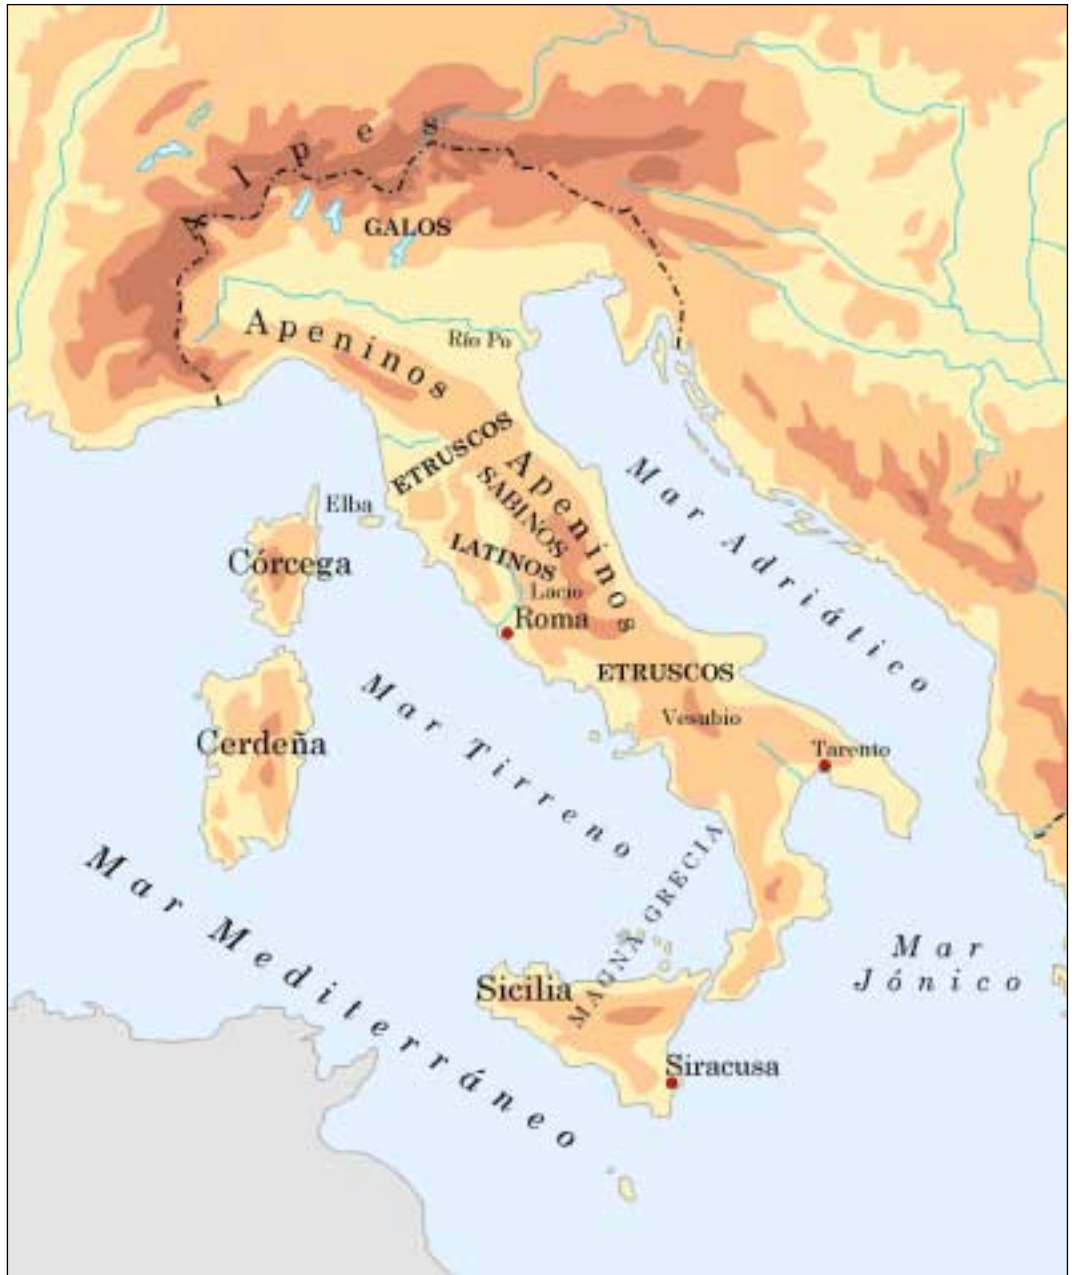 Alpes
GALOS
Apeninos
Río Po
ETRUSCOS
Apeninos
SABINOS
Mar Adriático
Elba
LATINOS
Córcega
Lacio
Roma
ETRUSCOS
Mar Tirreno
Vesubio
Cerdeña
Tarento
MAGNA GRECIA
Mar Mediterráneo
Mar
Jónico
Sicilia
Siracusa